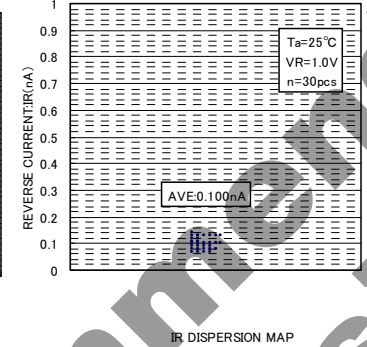 1
0.9
0.8
0.7
0.6
0.5
0.4
0.3
0.2
0.1
0
REVERSE CURRENT:IR(nA)
Ta=25℃
VR=1.0V
n=30pcs
AVE:0.100nA
IR DISPERSION MAP